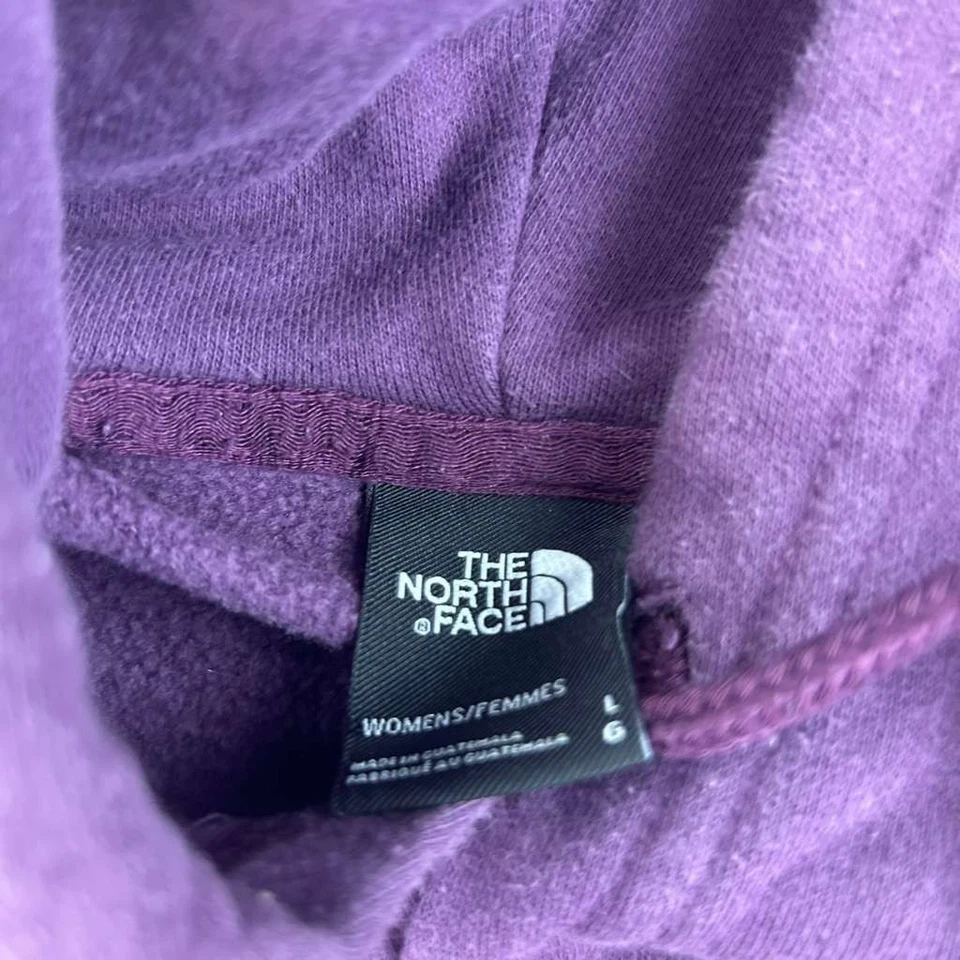 THE
NORTH
®FACE
WOMENS/FEMMES
L
G
MADE IN GUATEMALA
FABRIQUÉ AU GUATEMALA